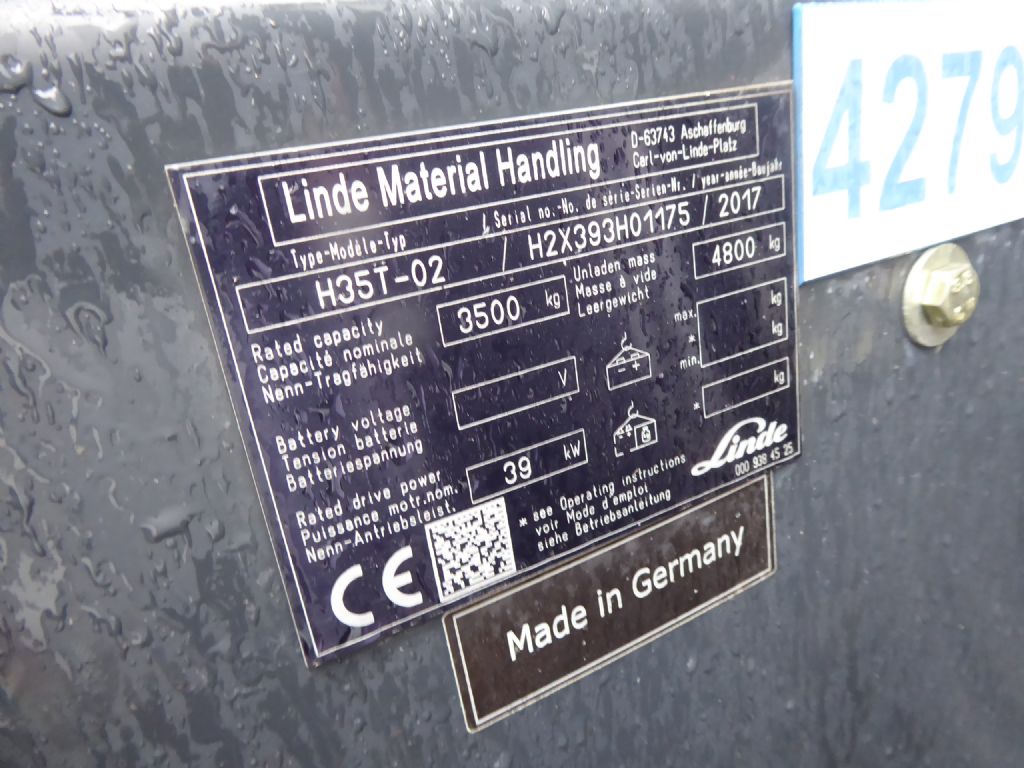 4279
Linde Material Handling
D-63743 Aschaffenburg
Carl-von-Linde-Platz
Type-Modèle-Typ / Serial no.-No. de série-Serien-Nr. / year-année-Baujahr
H35T-02 / H2X393H01175 / 2017
Rated capacity
Capacité nominale
Nenn-Tragfähigkeit
3500 kg
Unladen mass
Masse à vide
Leergewicht
4800 kg
Battery voltage
Tension batterie
Batteriespannung
V
- +
max. kg
* kg
min.
Rated drive power
Puissance motr.nom.
Nenn-Antriebsleist.
39 kW
* kg
CE
* see Operating instructions
voir Mode d'emploi
siehe Betriebsanleitung
Linde
000 938 45 25
Made in Germany